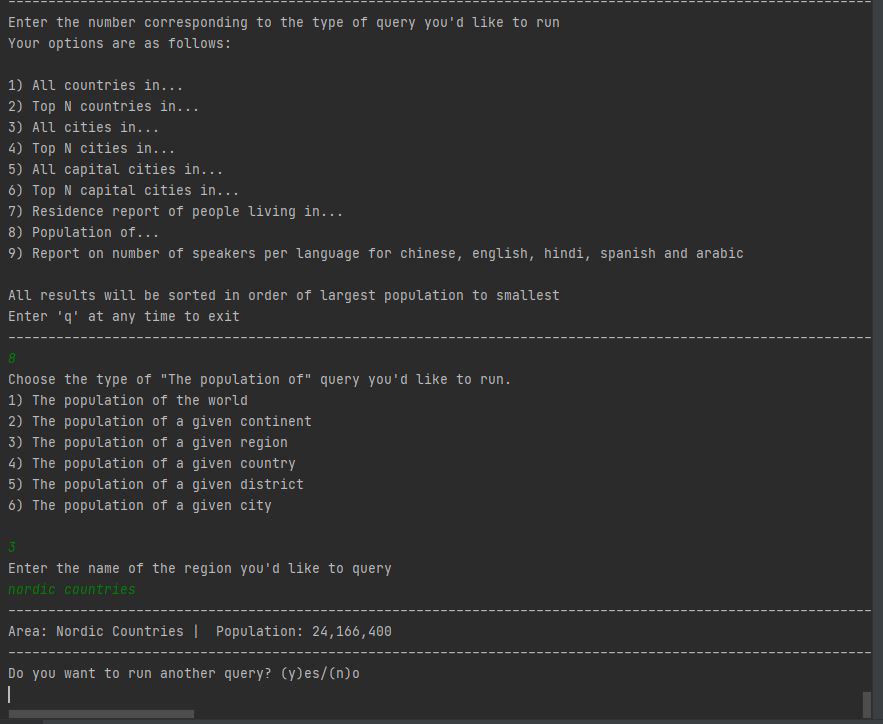 --------------------------------------------------------------------------------------------------------------
Enter the number corresponding to the type of query you'd like to run
Your options are as follows:
1) All countries in...
2) Top N countries in...
3) All cities in...
4) Top N cities in...
5) All capital cities in...
6) Top N capital cities in...
7) Residence report of people living in...
8) Population of...
9) Report on number of speakers per language for chinese, english, hindi, spanish and arabic
All results will be sorted in order of largest population to smallest
Enter 'q' at any time to exit
--------------------------------------------------------------------------------------------------------------
8
Choose the type of "The population of" query you'd like to run.
1) The population of the world
2) The population of a given continent
3) The population of a given region
4) The population of a given country
5) The population of a given district
6) The population of a given city
3
Enter the name of the region you'd like to query
nordic countries
--------------------------------------------------------------------------------------------------------------
Area: Nordic Countries |  Population: 24,166,400
--------------------------------------------------------------------------------------------------------------
Do you want to run another query? (y)es/(n)o